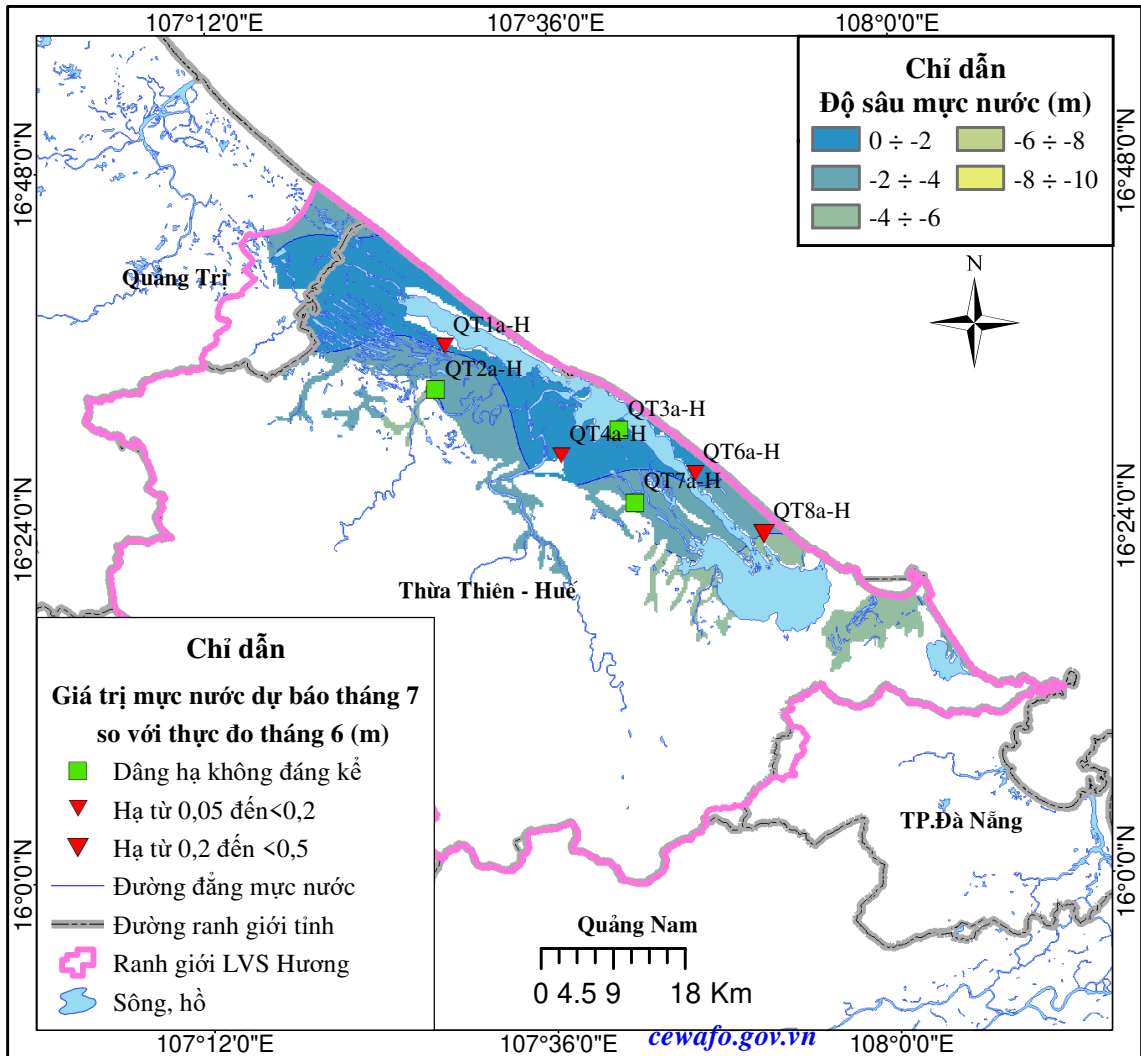 107°12'0"E 107°36'0"E 108°0'0"E
16°48'0"N 16°48'0"N
16°24'0"N 16°24'0"N
16°0'0"N 16°0'0"N
Chỉ dẫn
Độ sâu mực nước (m)
0 ÷ -2 -6 ÷ -8
-2 ÷ -4 -8 ÷ -10
-4 ÷ -6
N
Quảng Trị
QT1a-H
QT2a-H
QT3a-H
QT4a-H
QT6a-H
QT7a-H
QT8a-H
Thừa Thiên - Huế
TP.Đà Nẵng
Quảng Nam
Chỉ dẫn
Giá trị mực nước dự báo tháng 7
so với thực đo tháng 6 (m)
Dâng hạ không đáng kể
Hạ từ 0,05 đến<0,2
Hạ từ 0,2 đến <0,5
Đường đẳng mực nước
Đường ranh giới tỉnh
Ranh giới LVS Hương
Sông, hồ
0 4.5 9 18 Km
cewafo.gov.vn
107°12'0"E 107°36'0"E 108°0'0"E